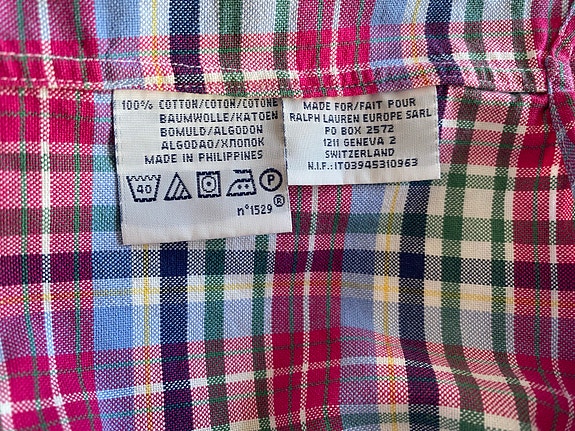 100% COTTON/COTON/COTONE
BAUMWOLLE/KATOEN
BOMULD/ALGODON
ALGODAO/ХЛОПОК
MADE IN PHILIPPINES
40
P
n°1529®
MADE FOR/FAIT POUR
RALPH LAUREN EUROPE SARL
PO BOX 2572
1211 GENEVA 2
SWITZERLAND
N.I.F.:IT03945310963